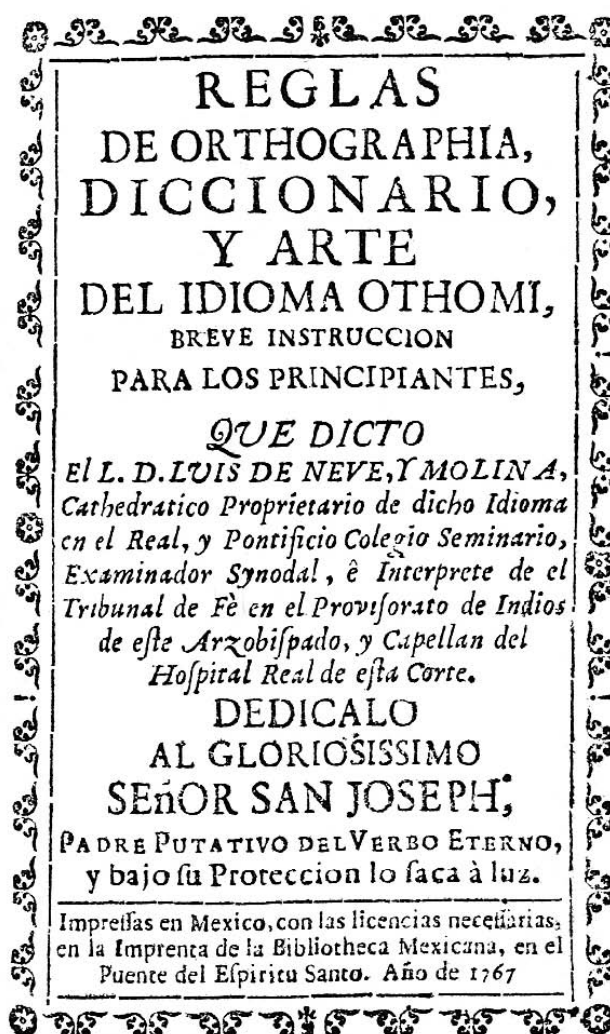 REGLAS
DE ORTHOGRAPHIA,
DICCIONARIO,
Y ARTE
DEL IDIOMA OTHOMI,
BREVE INSTRUCCION
PARA LOS PRINCIPIANTES,
QUE DICTO
El L. D. LUIS DE NEVE, Y MOLINA,
Cathedratico Proprietario de dicho Idioma
en el Real, y Pontificio Colegio Seminario,
Examinador Synodal, ê Interprete de el
Tribunal de Fè en el Proviſorato de Indios
de eſte Arzobiſpado, y Capellan del
Hoſpital Real de eſta Corte.
DEDICALO
AL GLORIOSISSIMO
SEñOR SAN JOSEPH,
PADRE PUTATIVO DEL VERBO ETERNO,
y bajo ſu Proteccion lo ſaca à luz.
Impreſſas en Mexico, con las licencias neceſſarias,
en la Imprenta de la Bibliotheca Mexicana, en el
Puente del Eſpiritu Santo. Año de 1767